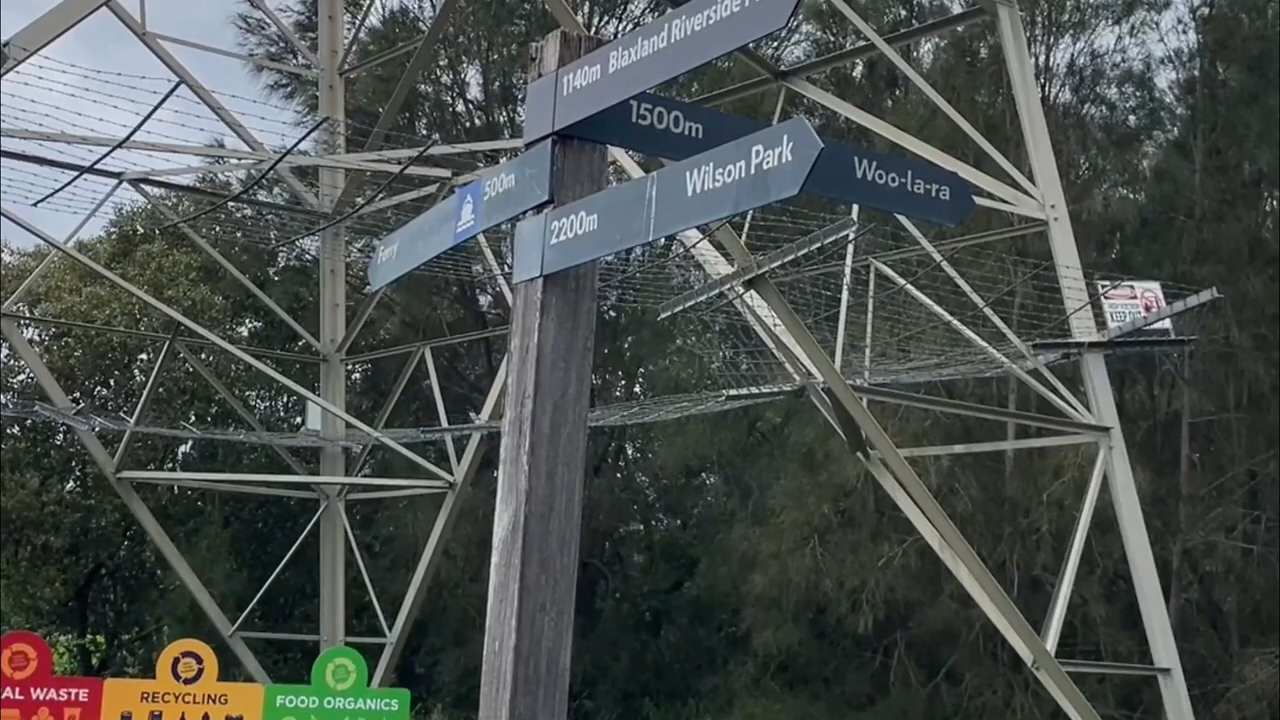 1140m Blaxland Riverside
1500m
Woo-la-ra
Ferry 500m
2200m Wilson Park
KEEP OUT
AL WASTE
RECYCLING
FOOD ORGANICS